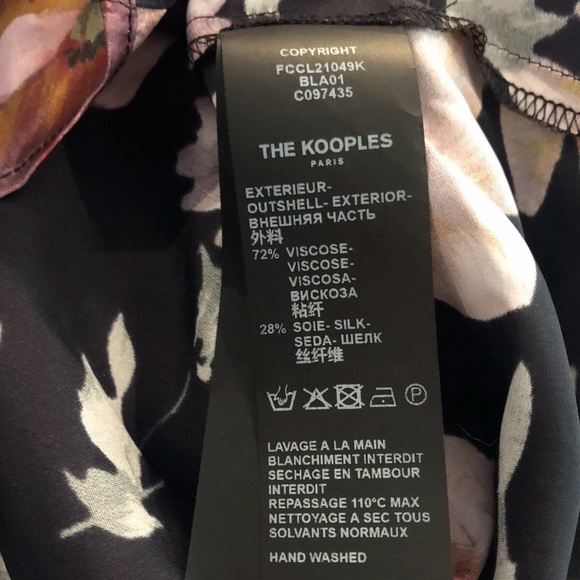 COPYRIGHT
FCCL21049K
BLA01
C097435
THE KOOPLES
PARIS
EXTERIEUR-
OUTSHELL- EXTERIOR-
ВНЕШНЯЯ ЧАСТЬ
外料
72% VISCOSE-
VISCOSE-
VISCOSA-
ВИСКОЗА
粘纤
28% SOIE- SILK-
SEDA- ШЕЛК
丝纤维
P
LAVAGE A LA MAIN
BLANCHIMENT INTERDIT
SECHAGE EN TAMBOUR
INTERDIT
REPASSAGE 110°C MAX
NETTOYAGE A SEC TOUS
SOLVANTS NORMAUX
HAND WASHED